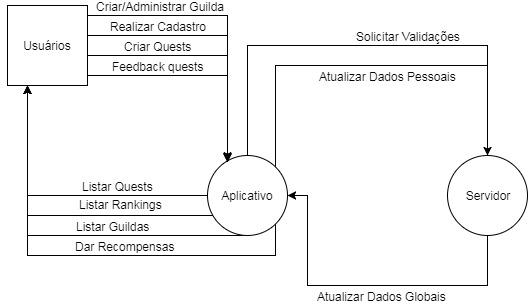 Criar/Administrar Guilda
Realizar Cadastro
Usuários
Criar Quests
Feedback quests
Solicitar Validações
Atualizar Dados Pessoais
Listar Quests
Aplicativo
Servidor
Listar Rankings
Listar Guildas
Dar Recompensas
Atualizar Dados Globais